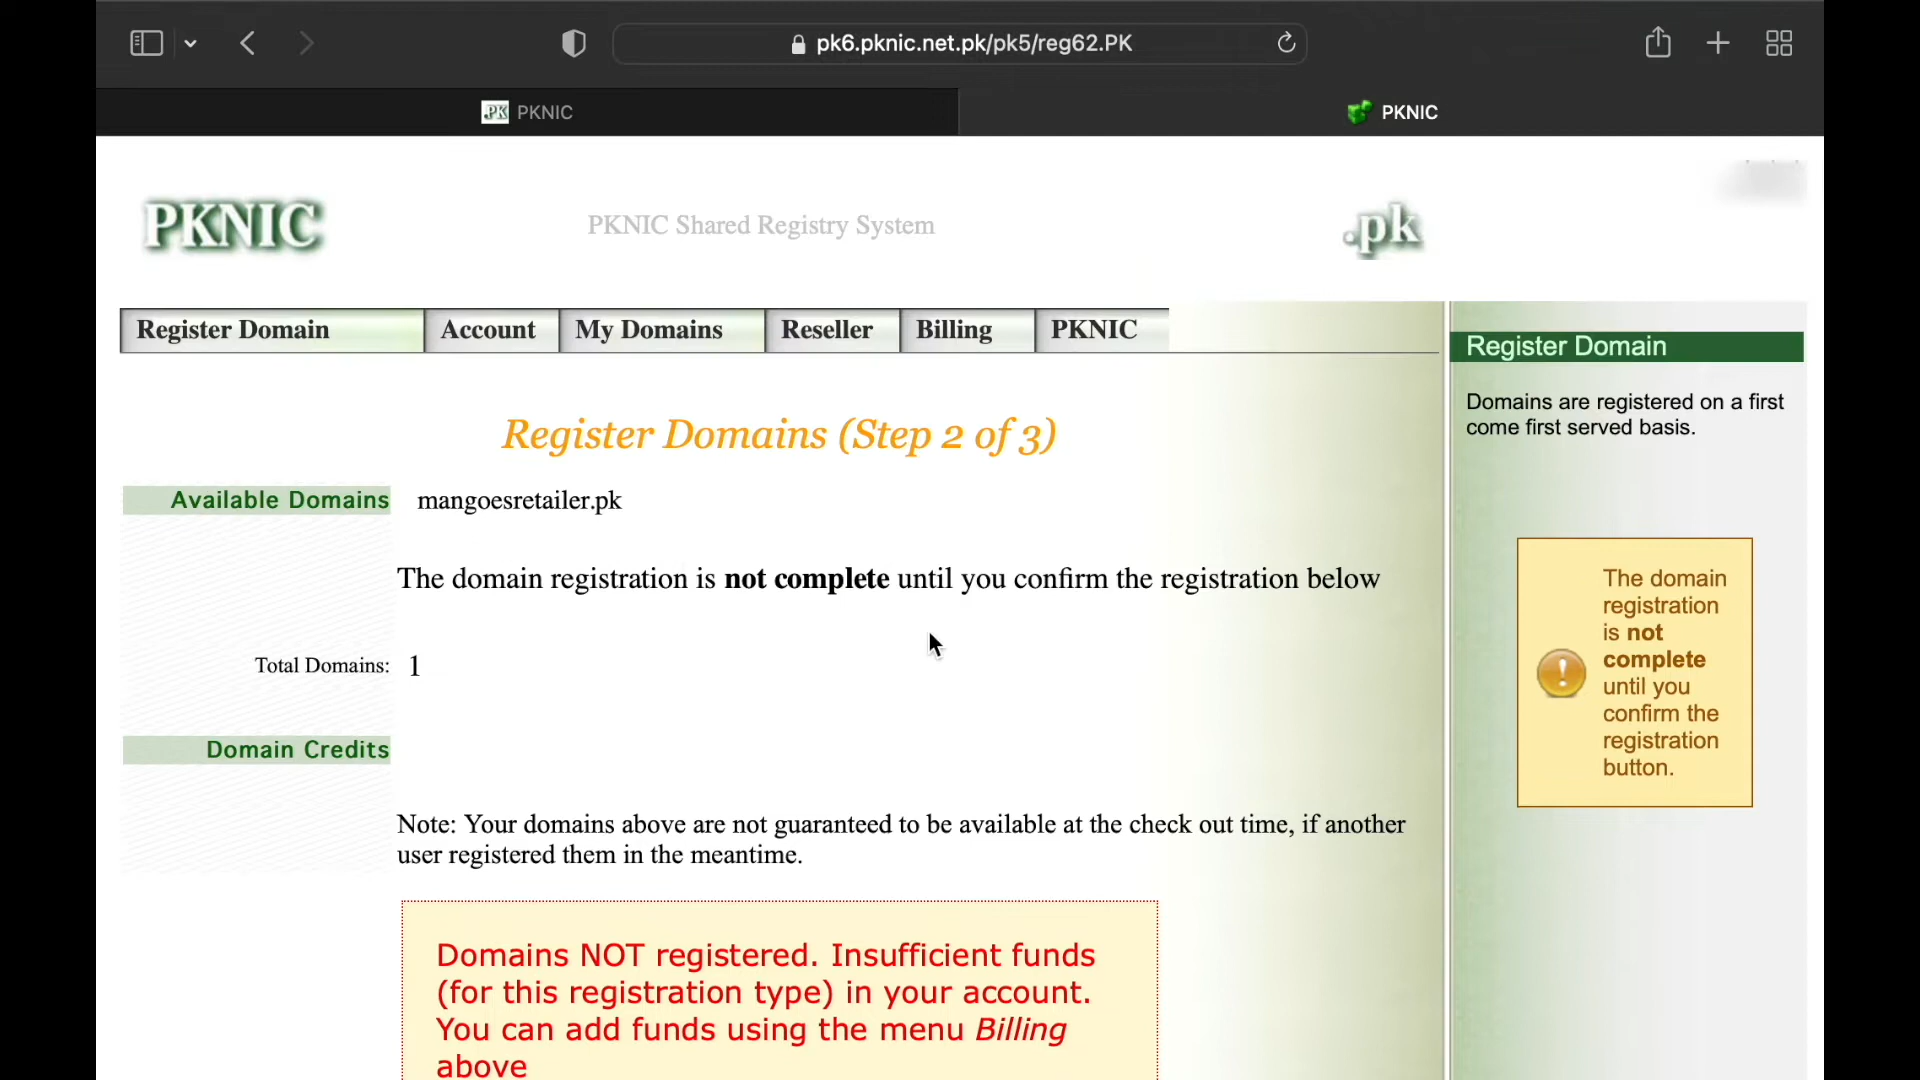 pk6.pknic.net.pk/pk5/reg62.PK
.PK PKNIC
PKNIC
PKNIC
PKNIC Shared Registry System
.pk
Register Domain
Account
My Domains
Reseller
Billing
PKNIC
Register Domain
Domains are registered on a first
come first served basis.
Register Domains (Step 2 of 3)
Available Domains
mangoesretailer.pk
The domain registration is not complete until you confirm the registration below
The domain
registration
is not
complete
until you
confirm the
registration
button.
Total Domains: 1
Domain Credits
Note: Your domains above are not guaranteed to be available at the check out time, if another
user registered them in the meantime.
Domains NOT registered. Insufficient funds
(for this registration type) in your account.
You can add funds using the menu Billing
above